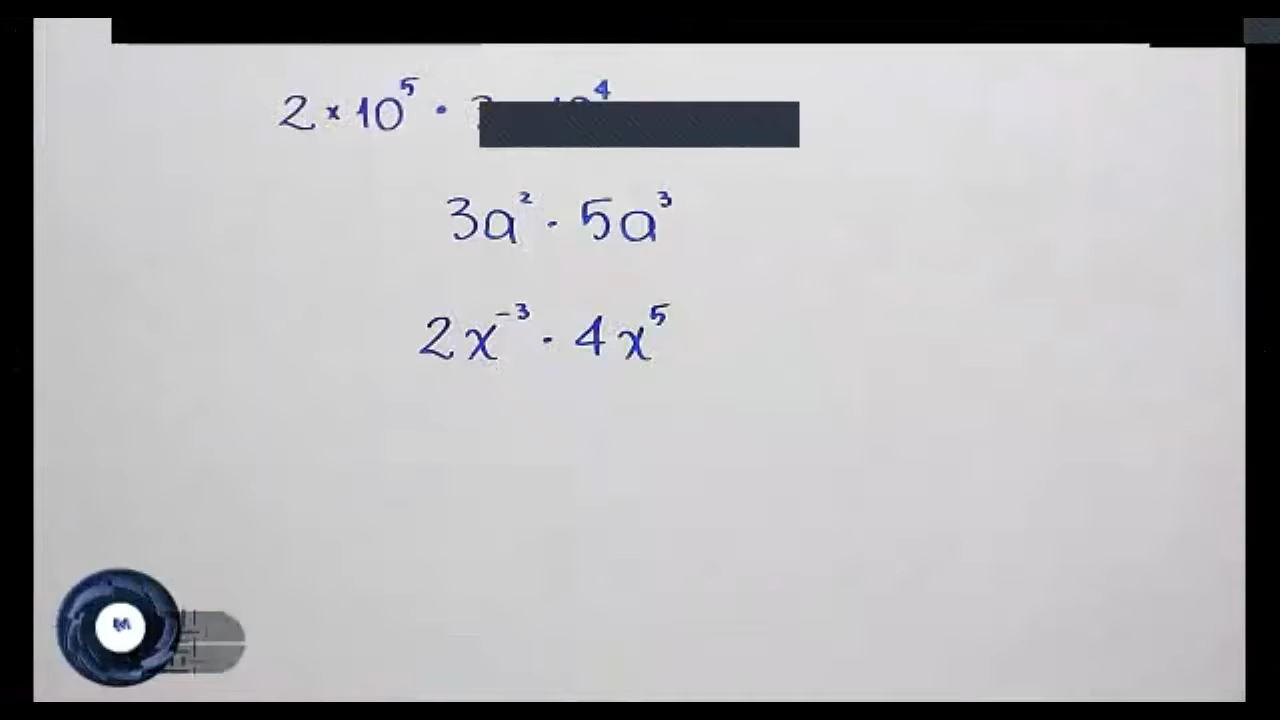 2 × 10⁵ ·
3a² · 5a³
2x⁻³ · 4x⁵
M